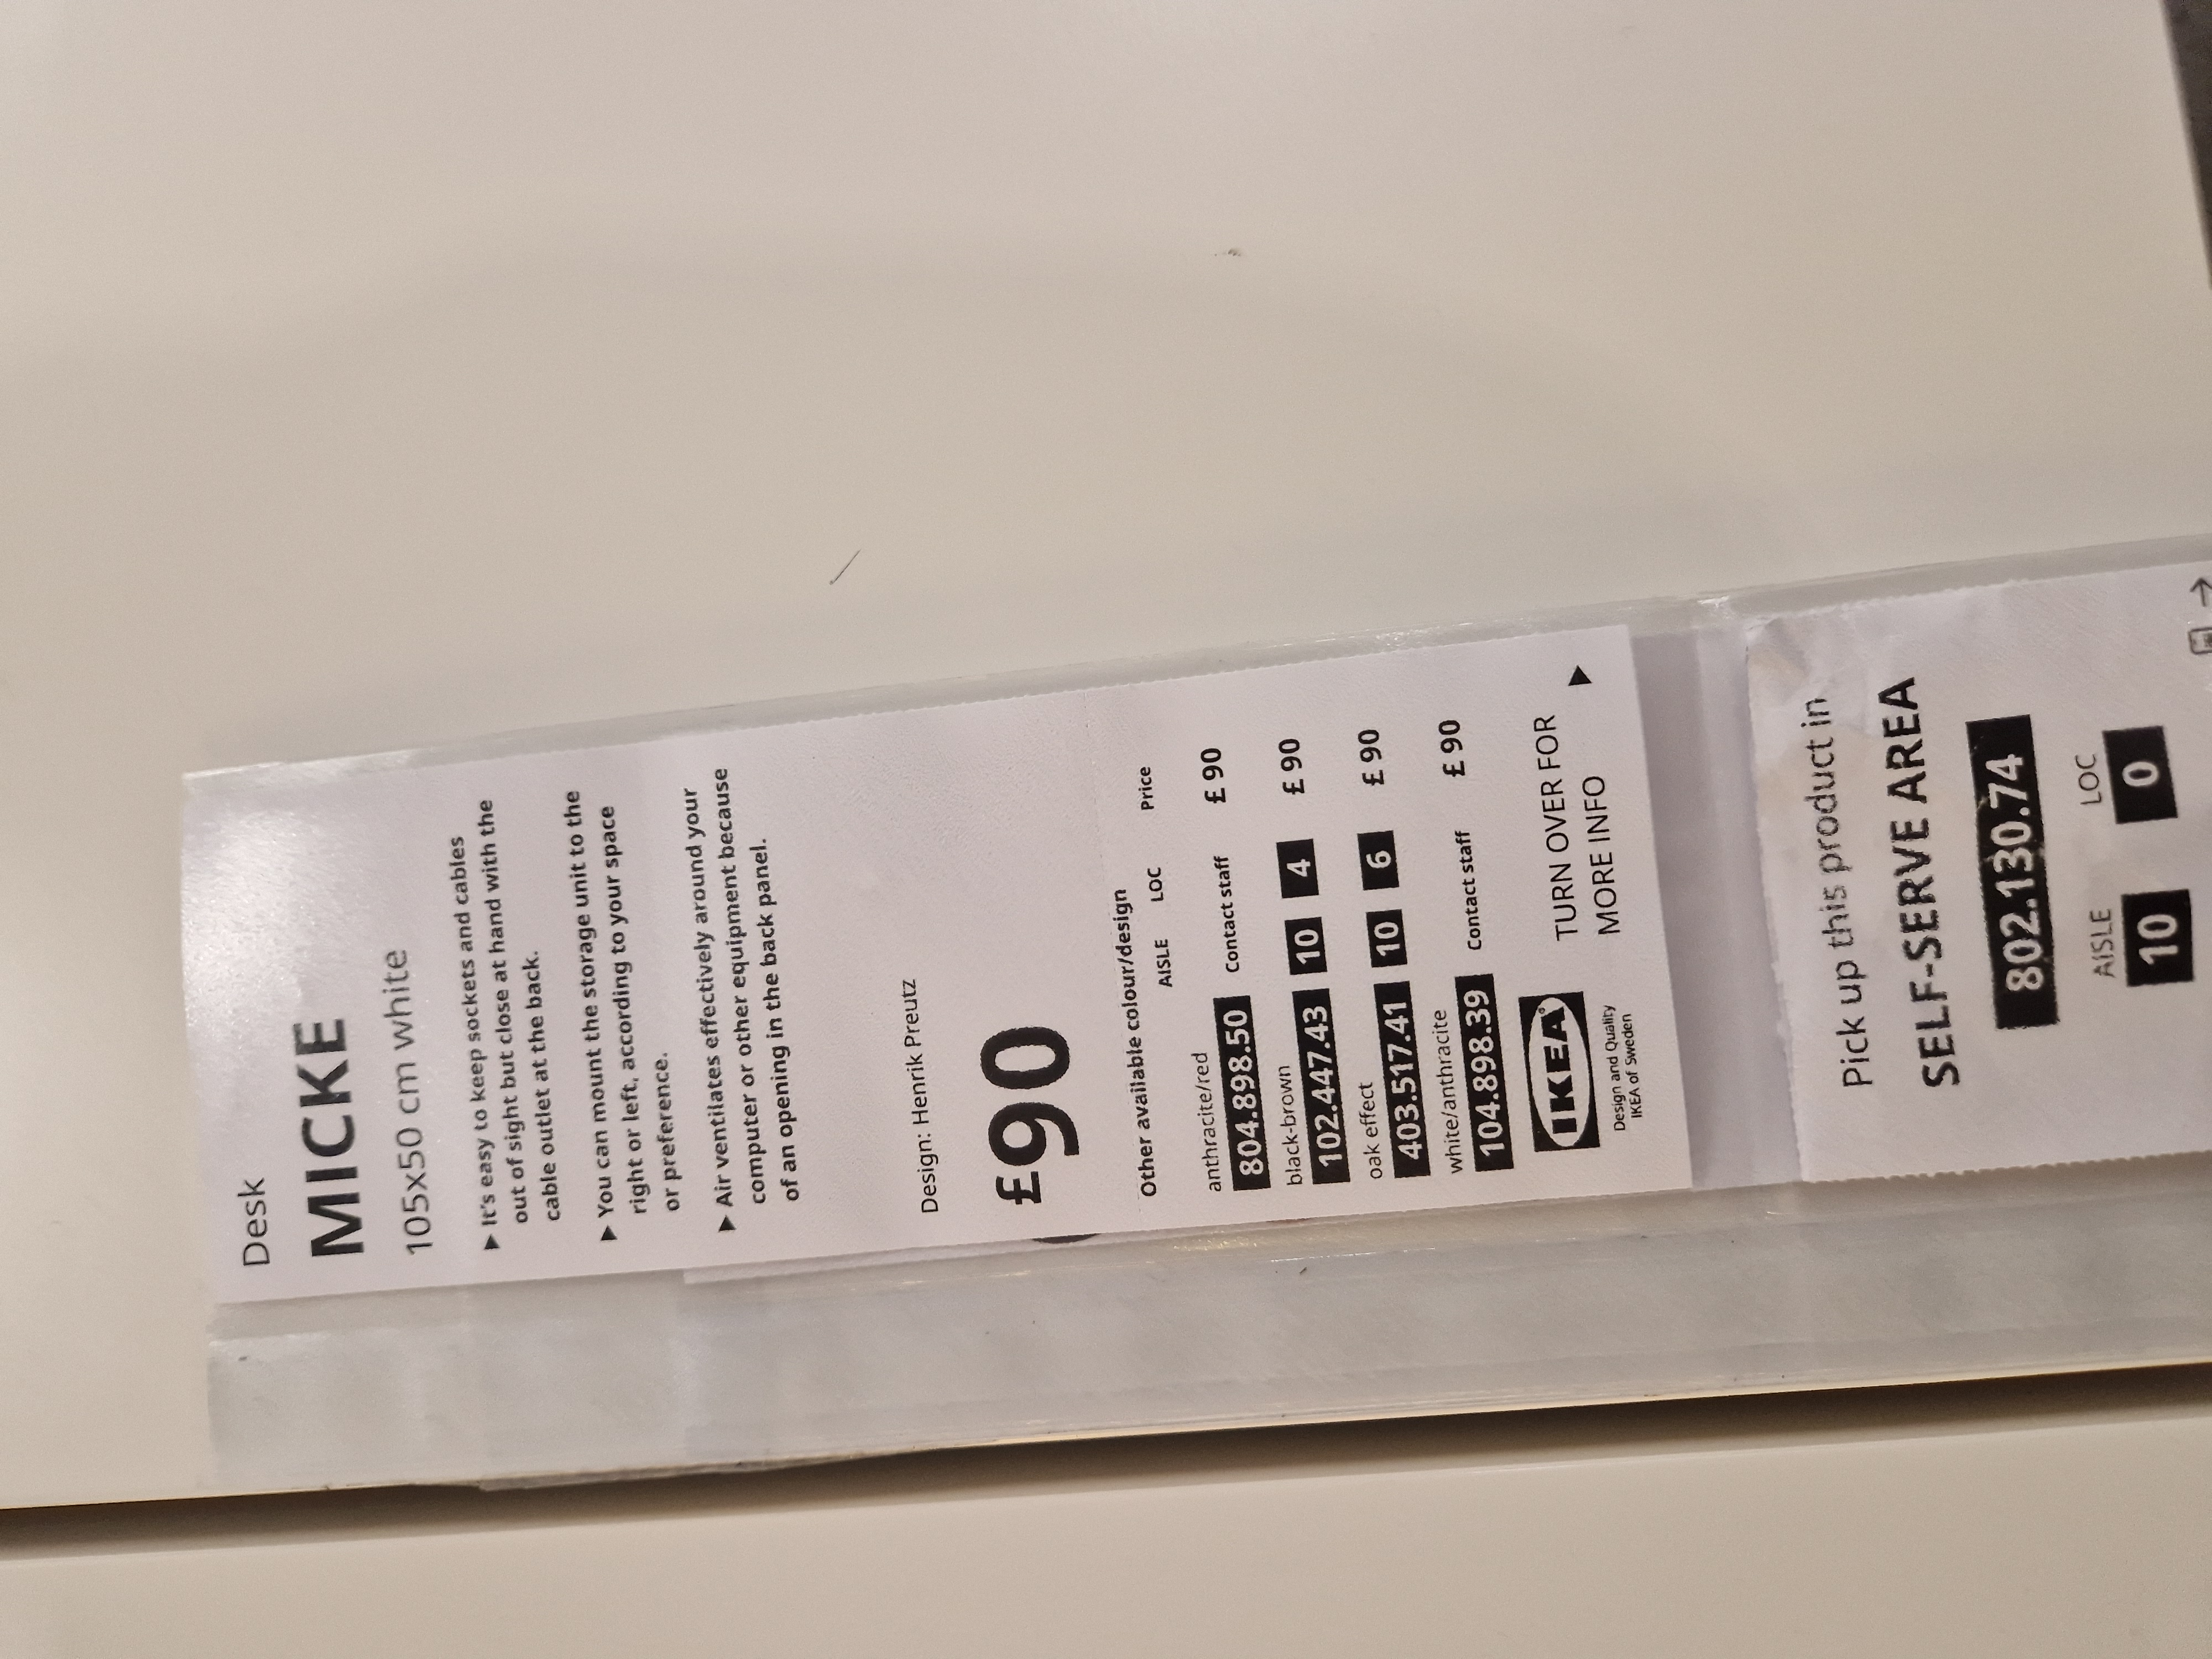 Desk
MICKE
105x50 cm white
▶ It's easy to keep sockets and cables
out of sight but close at hand with the
cable outlet at the back.
▶ You can mount the storage unit to the
right or left, according to your space
or preference.
▶ Air ventilates effectively around your
computer or other equipment because
of an opening in the back panel.
Design: Henrik Preutz
£90
Other available colour/design
AISLE LOC Price
anthracite/red
804.898.50 Contact staff £ 90
black-brown
102.447.43 10 4 £ 90
oak effect
403.517.41 10 6 £ 90
white/anthracite
104.898.39 Contact staff £ 90
IKEA®
Design and Quality
IKEA of Sweden
TURN OVER FOR
MORE INFO ▶
Pick up this product in
SELF-SERVE AREA
802.130.74
AISLE LOC
10 0